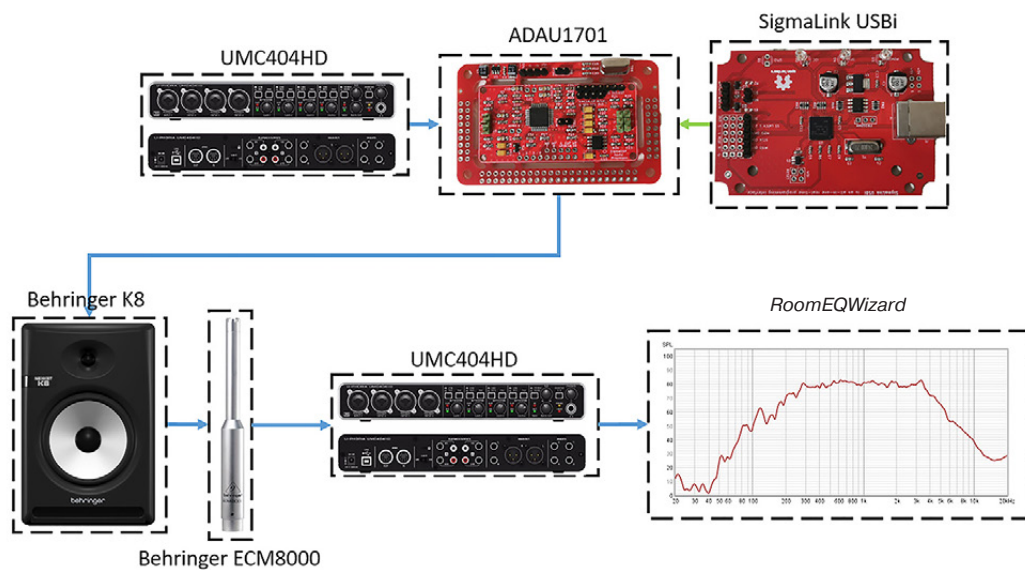 SigmaLink USBi
ADAU1701
UMC404HD
Behringer K8
RoomEQWizard
UMC404HD
SPL
100
90
80
70
60
50
40
30
20
10
0
20 30 40 50 60 80 100 200 300 400 600 800 1k 2k 3k 4k 5k 6k 8k 10k 20kHz
K8
behringer
Behringer ECM8000